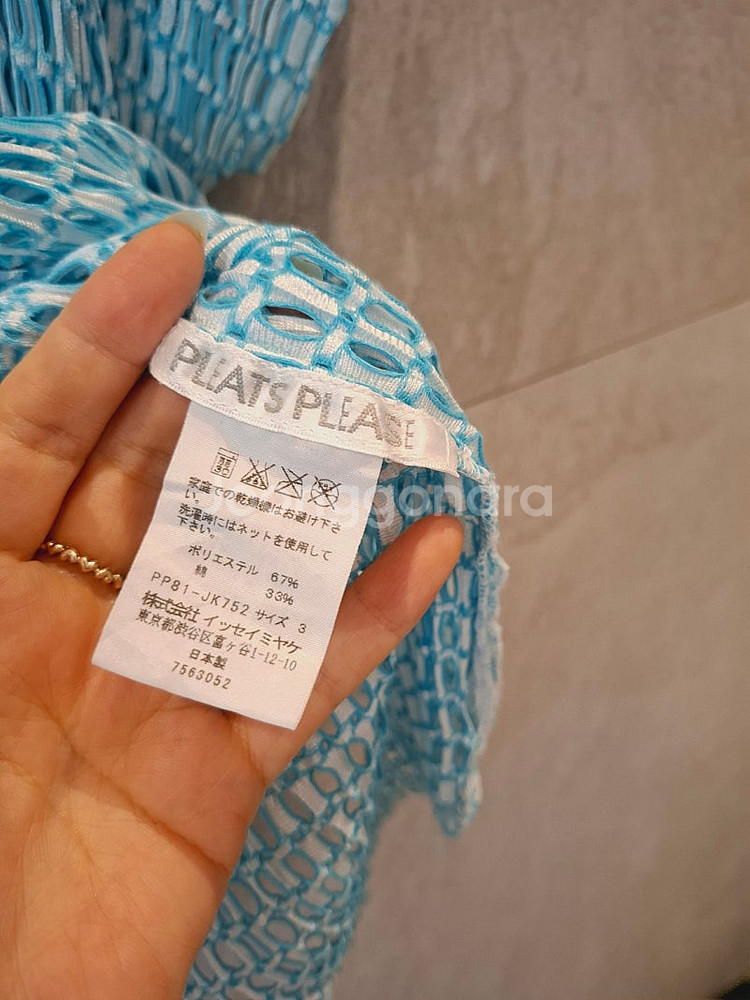 PLEATS PLEASE
家庭での乾燥機はお避け下さ
い。
洗濯時にはネットを使用して
下さい。
ポリエステル 67%
綿 33%
PP81-JK752 サイズ 3
株式会社 イッセイミヤケ
東京都渋谷区富ヶ谷1-12-10
日本製
7563052